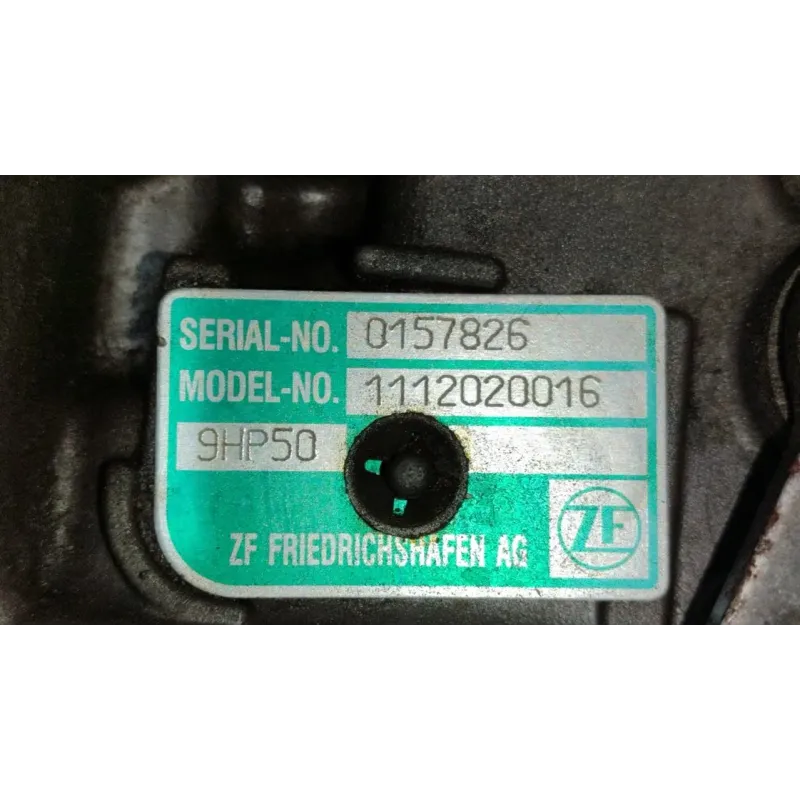 SERIAL-NO. 0157826
MODEL-NO. 1112020016
9HP50
ZF FRIEDRICHSHAFEN AG
ZF